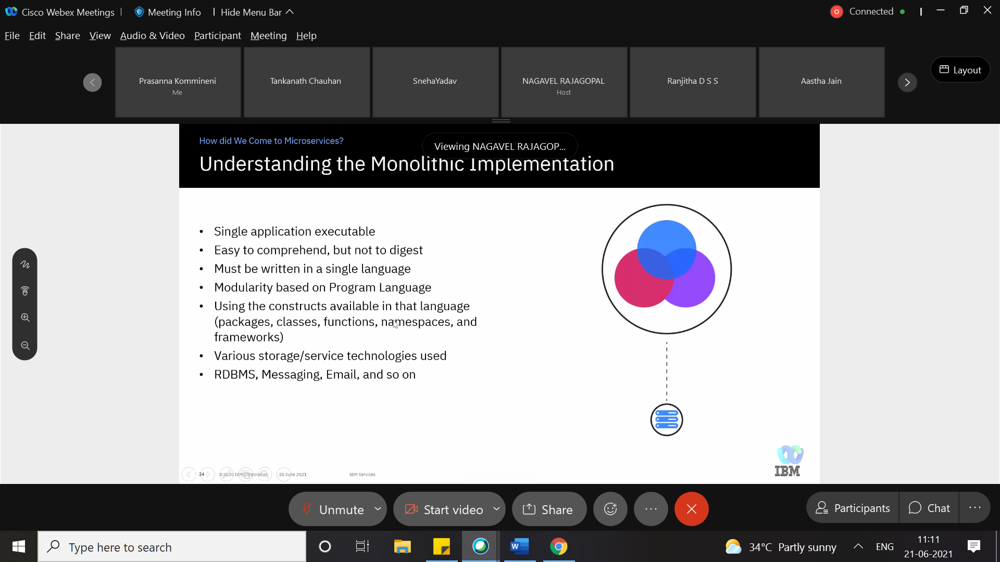 Cisco Webex Meetings | Meeting Info | Hide Menu Bar
Connected
File Edit Share View Audio & Video Participant Meeting Help
Prasanna Kommineni
Me
Tankanath Chauhan
SnehaYadav
NAGAVEL RAJAGOPAL
Host
Ranjitha D S S
Aastha Jain
Layout
How did We Come to Microservices?
Viewing NAGAVEL RAJAGOP...
Understanding the Monolithic Implementation
• Single application executable
• Easy to comprehend, but not to digest
• Must be written in a single language
• Modularity based on Program Language
• Using the constructs available in that language
(packages, classes, functions, namespaces, and
frameworks)
• Various storage/service technologies used
• RDBMS, Messaging, Email, and so on
24 ©2020 IBM Corporation 21 June 2021 IBM Services
IBM
Unmute
Start video
Share
Participants
Chat
Type here to search
W
34°C Partly sunny
ENG
11:11
21-06-2021